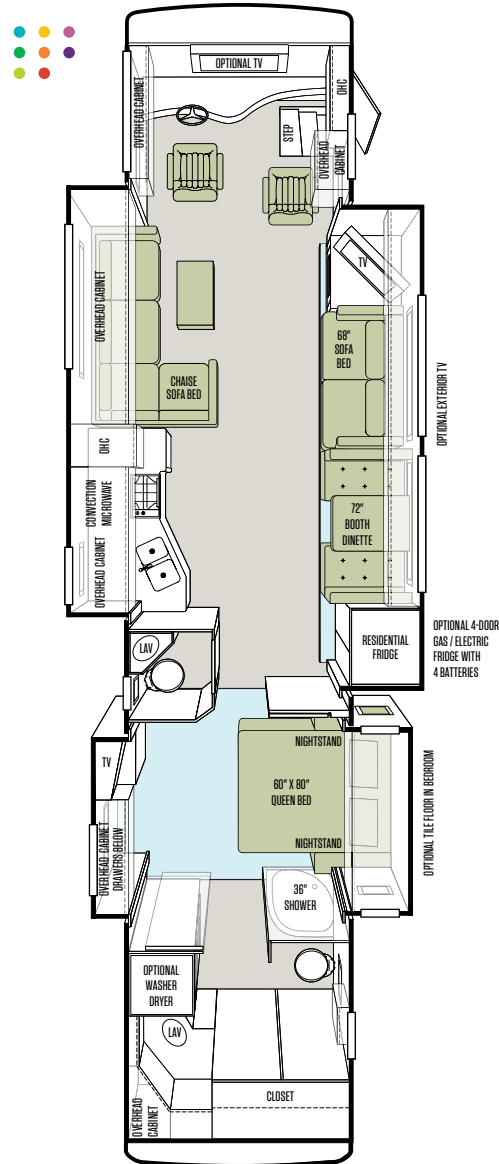 OPTIONAL TV
OVERHEAD CABINET
OHC
STEP
OVERHEAD
CABINET
TV
OVERHEAD CABINET
68"
SOFA
BED
CHAISE
SOFA BED
OPTIONAL EXTERIOR TV
OHC
CONVECTION
MICROWAVE
72"
BOOTH
DINETTE
OVERHEAD CABINET
LAV
RESIDENTIAL
FRIDGE
OPTIONAL 4-DOOR
GAS / ELECTRIC
FRIDGE WITH
4 BATTERIES
NIGHTSTAND
TV
60" X 80"
QUEEN BED
OPTIONAL TILE FLOOR IN BEDROOM
NIGHTSTAND
OVERHEAD CABINET
DRAWERS BELOW
36"
SHOWER
OPTIONAL
WASHER
DRYER
LAV
CLOSET
OVERHEAD
CABINET